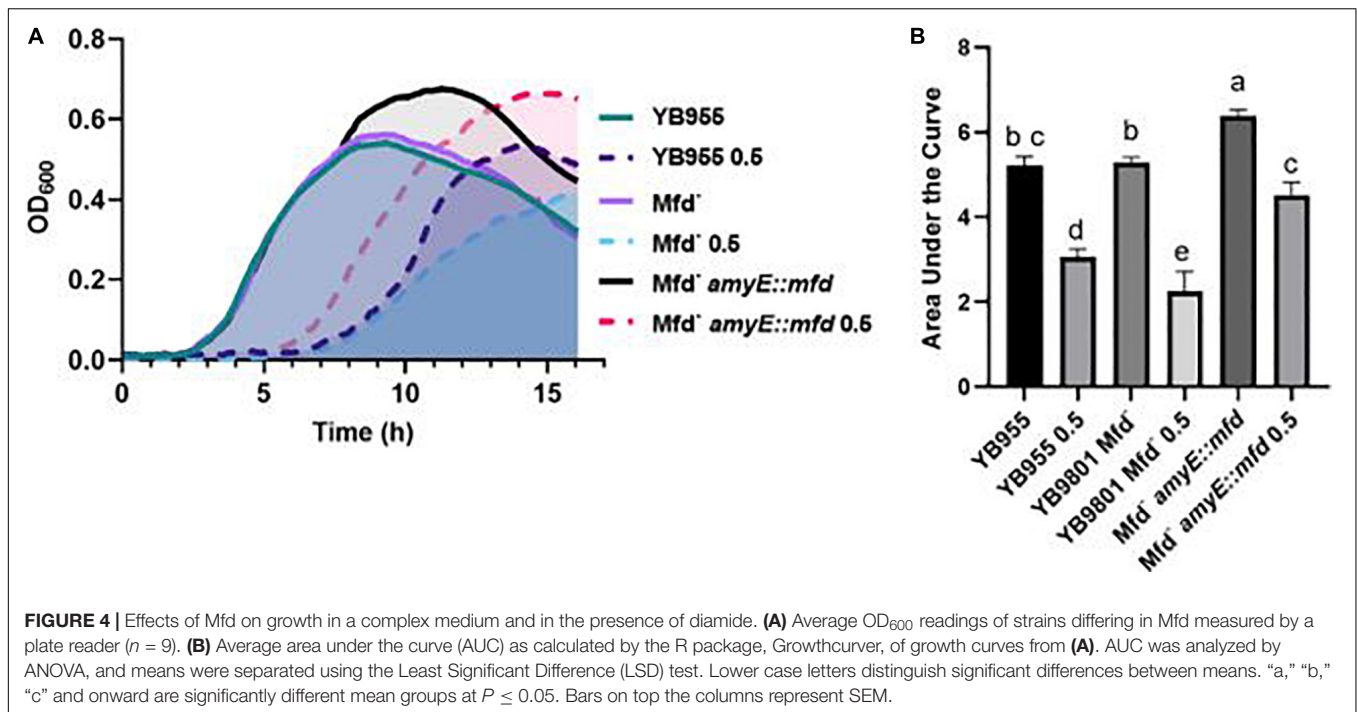 A
0.8
0.6
0.4
0.2
0.0
OD600
0
5
10
15
Time (h)
YB955
YB955 0.5
Mfd-
Mfd- 0.5
Mfd- amyE::mfd
Mfd- amyE::mfd 0.5
B
8
6
4
2
0
Area Under the Curve
b c
d
b
e
a
c
YB955
YB955 0.5
YB9801 Mfd-
YB9801 Mfd- 0.5
Mfd- amyE::mfd
Mfd- amyE::mfd 0.5
FIGURE 4 | Effects of Mfd on growth in a complex medium and in the presence of diamide. (A) Average OD600 readings of strains differing in Mfd measured by a
plate reader (n = 9). (B) Average area under the curve (AUC) as calculated by the R package, Growthcurver, of growth curves from (A). AUC was analyzed by
ANOVA, and means were separated using the Least Significant Difference (LSD) test. Lower case letters distinguish significant differences between means. “a,” “b,”
“c” and onward are significantly different mean groups at P ≤ 0.05. Bars on top the columns represent SEM.